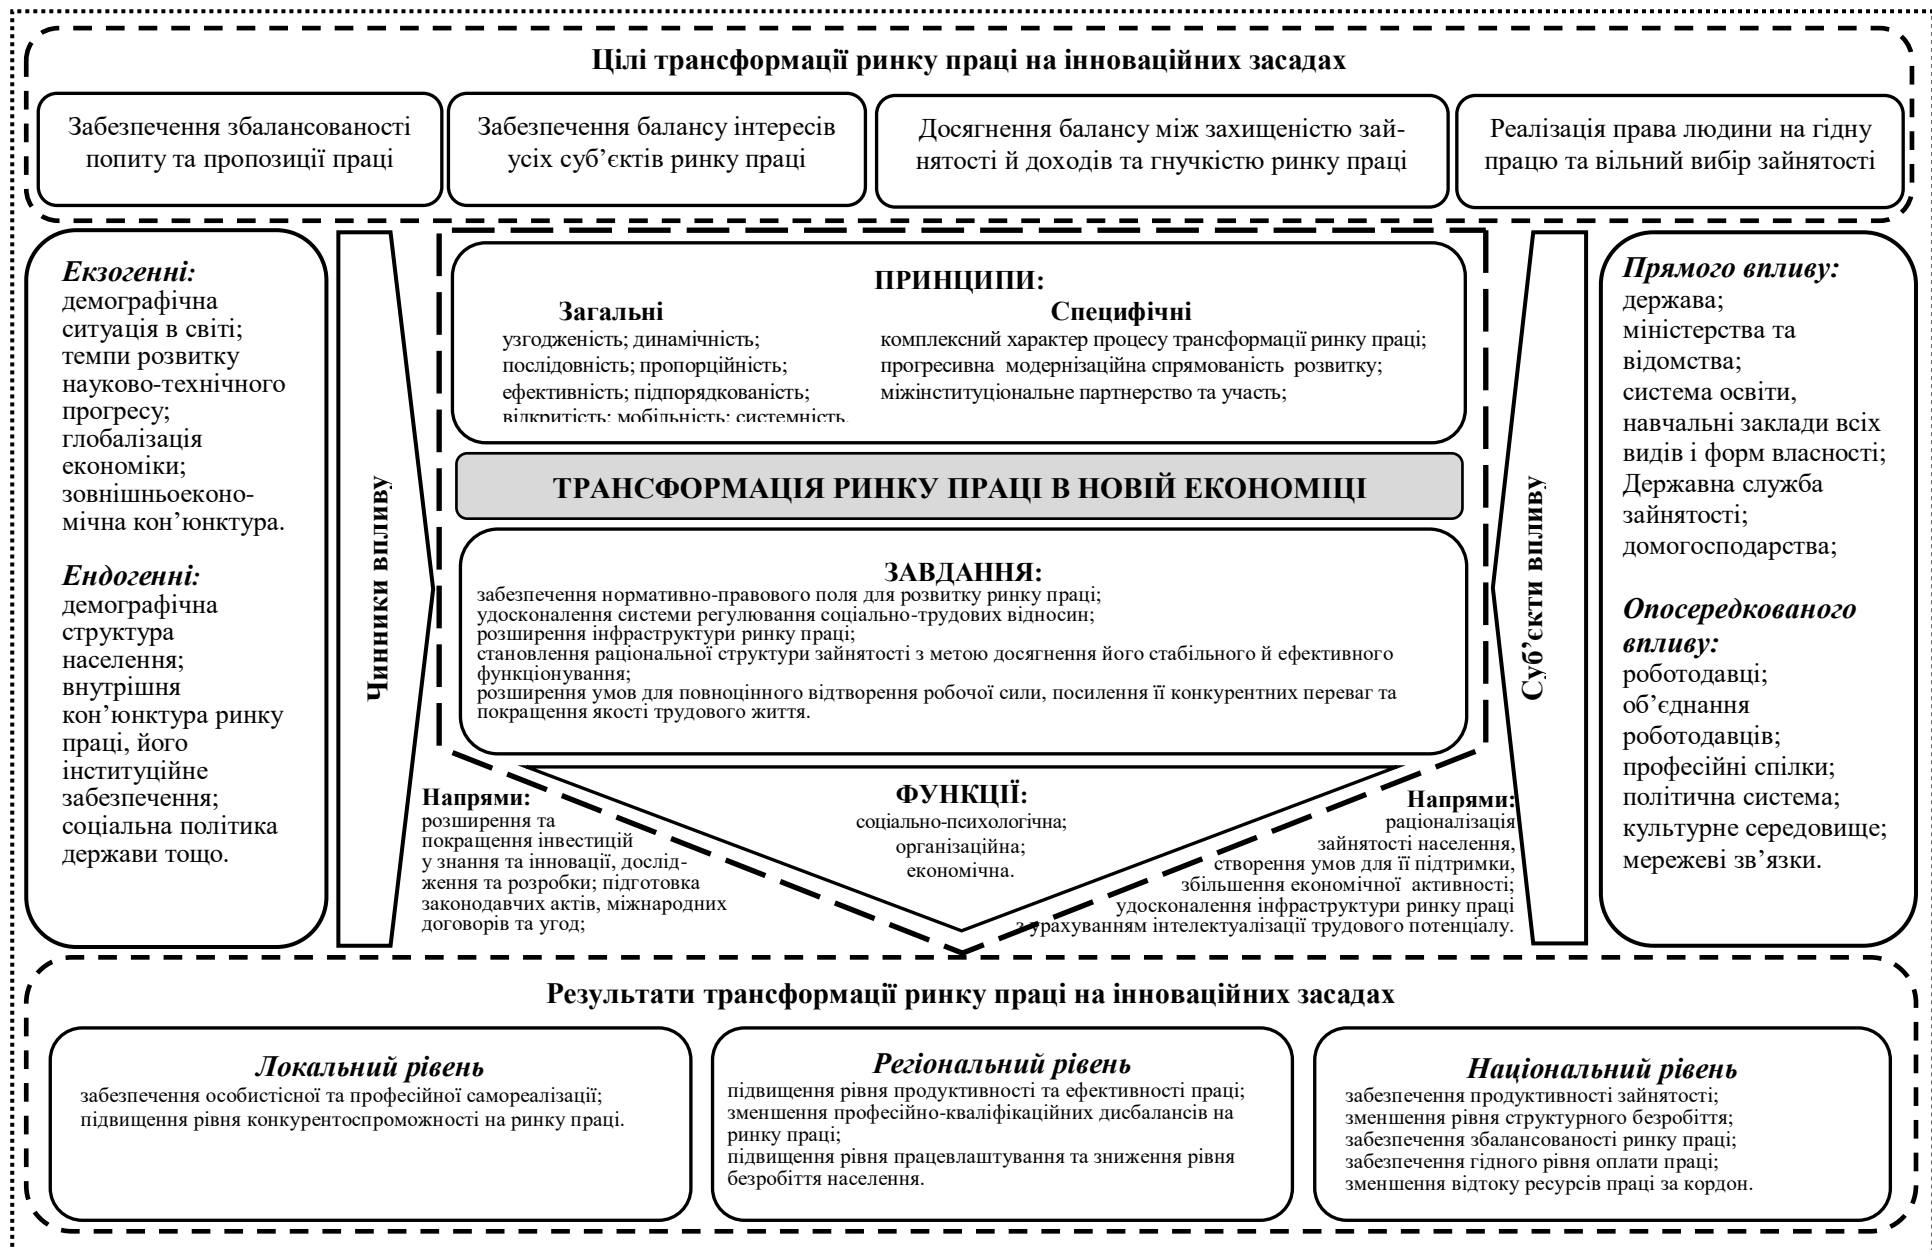 Цілі трансформації ринку праці на інноваційних засадах
Забезпечення збалансованості
попиту та пропозиції праці
Забезпечення балансу інтересів
усіх суб’єктів ринку праці
Досягнення балансу між захищеністю зай-
нятості й доходів та гнучкістю ринку праці
Реалізація права людини на гідну
працю та вільний вибір зайнятості
Екзогенні:
демографічна
ситуація в світі;
темпи розвитку
науково-технічного
прогресу;
глобалізація
економіки;
зовнішньоеконо-
мічна кон’юнктура.
Ендогенні:
демографічна
структура
населення;
внутрішня
кон’юнктура ринку
праці, його
інституційне
забезпечення;
соціальна політика
держави тощо.
Чинники впливу
ПРИНЦИПИ:
Загальні
узгодженість; динамічність;
послідовність; пропорційність;
ефективність; підпорядкованість;
відкритість; мобільність; системність.
Специфічні
комплексний характер процесу трансформації ринку праці;
прогресивна модернізаційна спрямованість розвитку;
міжінституціональне партнерство та участь;
ТРАНСФОРМАЦІЯ РИНКУ ПРАЦІ В НОВІЙ ЕКОНОМІЦІ
ЗАВДАННЯ:
забезпечення нормативно-правового поля для розвитку ринку праці;
удосконалення системи регулювання соціально-трудових відносин;
розширення інфраструктури ринку праці;
становлення раціональної структури зайнятості з метою досягнення його стабільного й ефективного
функціонування;
розширення умов для повноцінного відтворення робочої сили, посилення її конкурентних переваг та
покращення якості трудового життя.
Напрями:
розширення та
покращення інвестицій
у знання та інновації, дослід-
ження та розробки; підготовка
законодавчих актів, міжнародних
договорів та угод;
ФУНКЦІЇ:
соціально-психологічна;
організаційна;
економічна.
Напрями:
раціоналізація
зайнятості населення,
створення умов для її підтримки,
збільшення економічної активності;
удосконалення інфраструктури ринку праці
з урахуванням інтелектуалізації трудового потенціалу.
Суб’єкти впливу
Прямого впливу:
держава;
міністерства та
відомства;
система освіти,
навчальні заклади всіх
видів і форм власності;
Державна служба
зайнятості;
домогосподарства;
Опосередкованого
впливу:
роботодавці;
об’єднання
роботодавців;
професійні спілки;
політична система;
культурне середовище;
мережеві зв’язки.
Результати трансформації ринку праці на інноваційних засадах
Локальний рівень
забезпечення особистісної та професійної самореалізації;
підвищення рівня конкурентоспроможності на ринку праці.
Регіональний рівень
підвищення рівня продуктивності та ефективності праці;
зменшення професійно-кваліфікаційних дисбалансів на
ринку праці;
підвищення рівня працевлаштування та зниження рівня
безробіття населення.
Національний рівень
забезпечення продуктивності зайнятості;
зменшення рівня структурного безробіття;
забезпечення збалансованості ринку праці;
забезпечення гідного рівня оплати праці;
зменшення відтоку ресурсів праці за кордон.